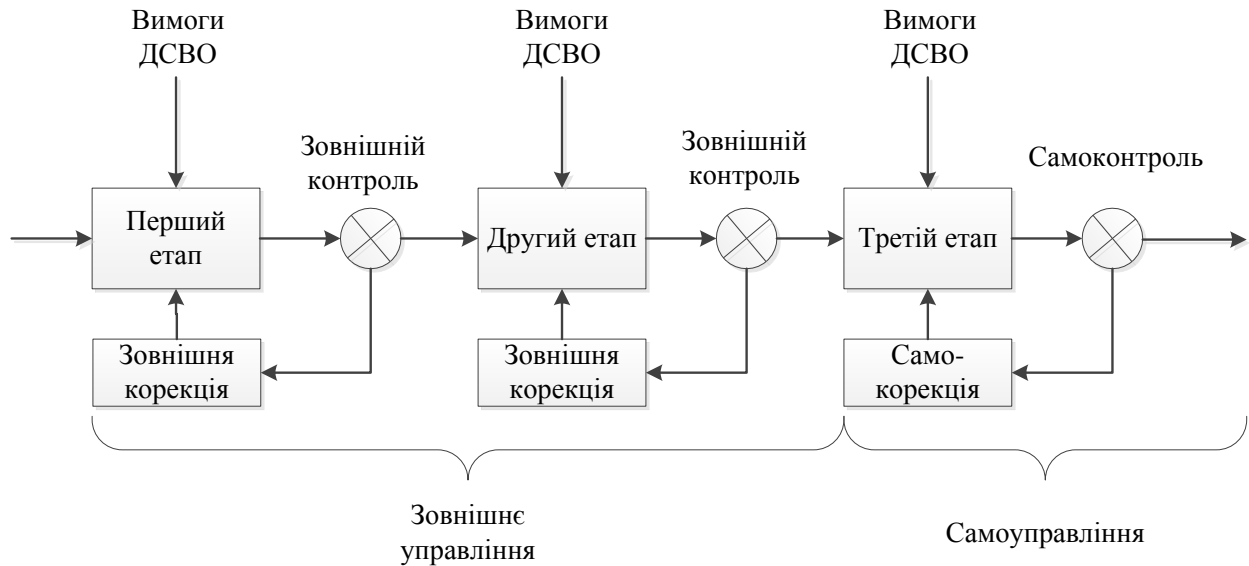 Вимоги
ДСВО
Вимоги
ДСВО
Вимоги
ДСВО
Зовнішній
контроль
Зовнішній
контроль
Самоконтроль
Перший
етап
Другий етап
Третій етап
Зовнішня
корекція
Зовнішня
корекція
Само-
корекція
Зовнішнє
управління
Самоуправління